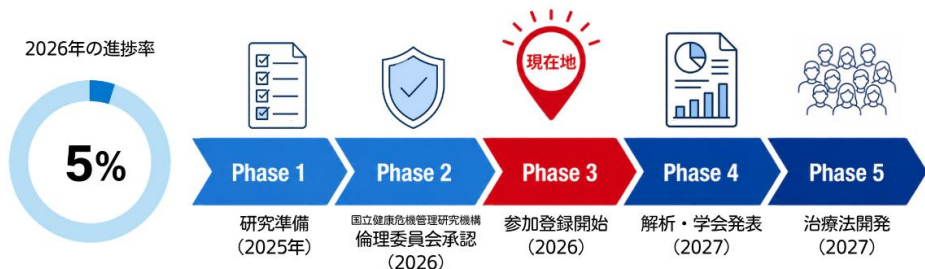 2026年の進捗率
5%
現在地
Phase 1
Phase 2
Phase 3
Phase 4
Phase 5
研究準備
（2025年）
国立健康危機管理研究機構
倫理委員会承認
（2026）
参加登録開始
（2026）
解析・学会発表
（2027）
治療法開発
（2027）